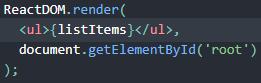 ReactDOM.render(
  <ul>{listItems}</ul>,
  document.getElementById('root')
);